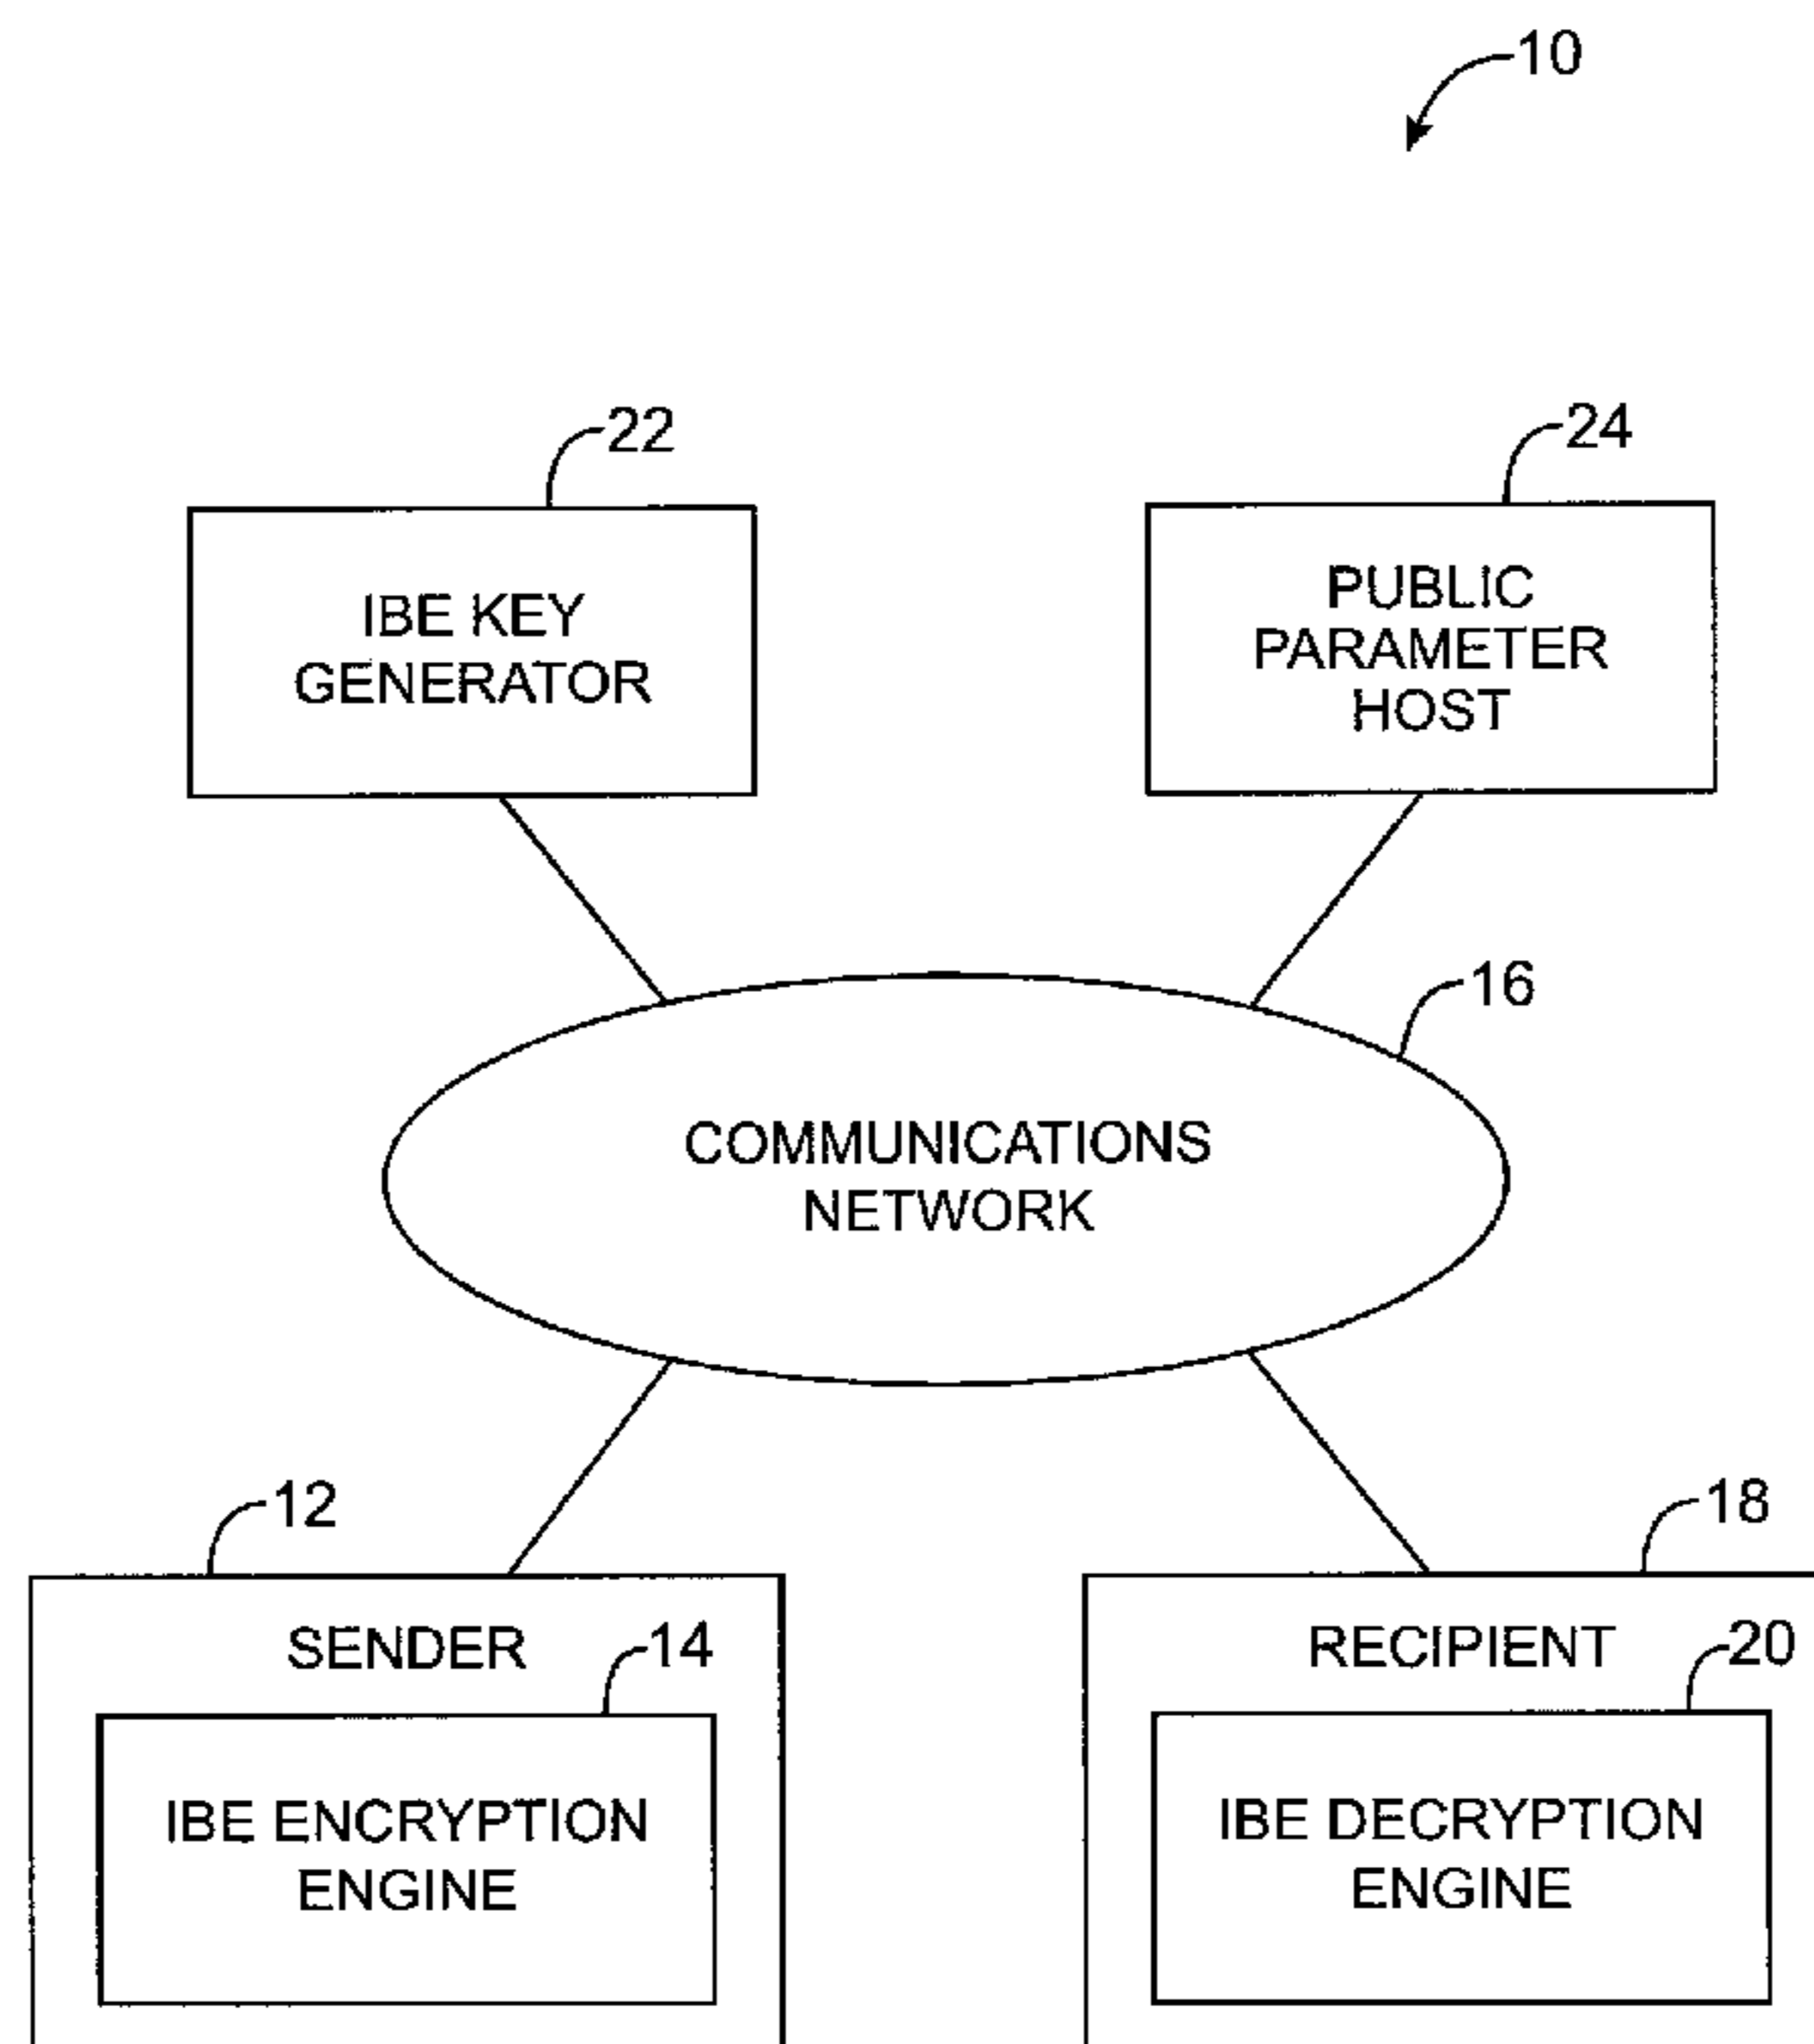 10
22
24
IBE KEY
GENERATOR
PUBLIC
PARAMETER
HOST
16
COMMUNICATIONS
NETWORK
12
18
SENDER
14
RECIPIENT
20
IBE ENCRYPTION
ENGINE
IBE DECRYPTION
ENGINE